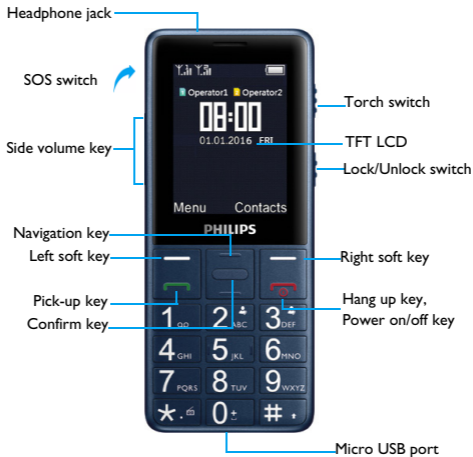 Headphone jack
SOS switch
Operator1 Operator2
08:00
01.01.2016 FRI
Torch switch
TFT LCD
Side volume key
Lock/Unlock switch
Menu Contacts
PHILIPS
Navigation key
Left soft key
Right soft key
Pick-up key
Confirm key
Hang up key,
Power on/off key
1 2 ABC 3 DEF
4 GHI 5 JKL 6 MNO
7 PQRS 8 TUV 9 WXYZ
* 0 #
Micro USB port